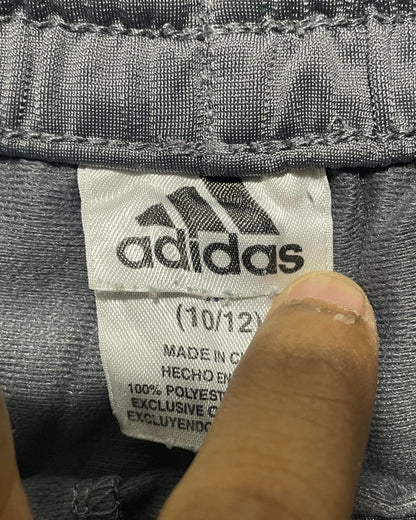 adidas
(10/12)
MADE IN C
HECHO EN
100% POLYEST
EXCLUSIVE O
EXCLUYENDO